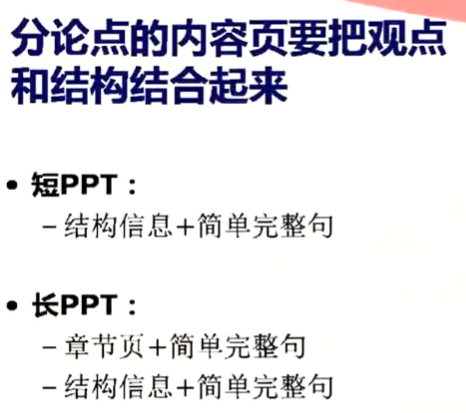 分论点的内容页要把观点
和结构结合起来
• 短PPT：
– 结构信息+简单完整句
• 长PPT：
– 章节页+简单完整句
– 结构信息+简单完整句